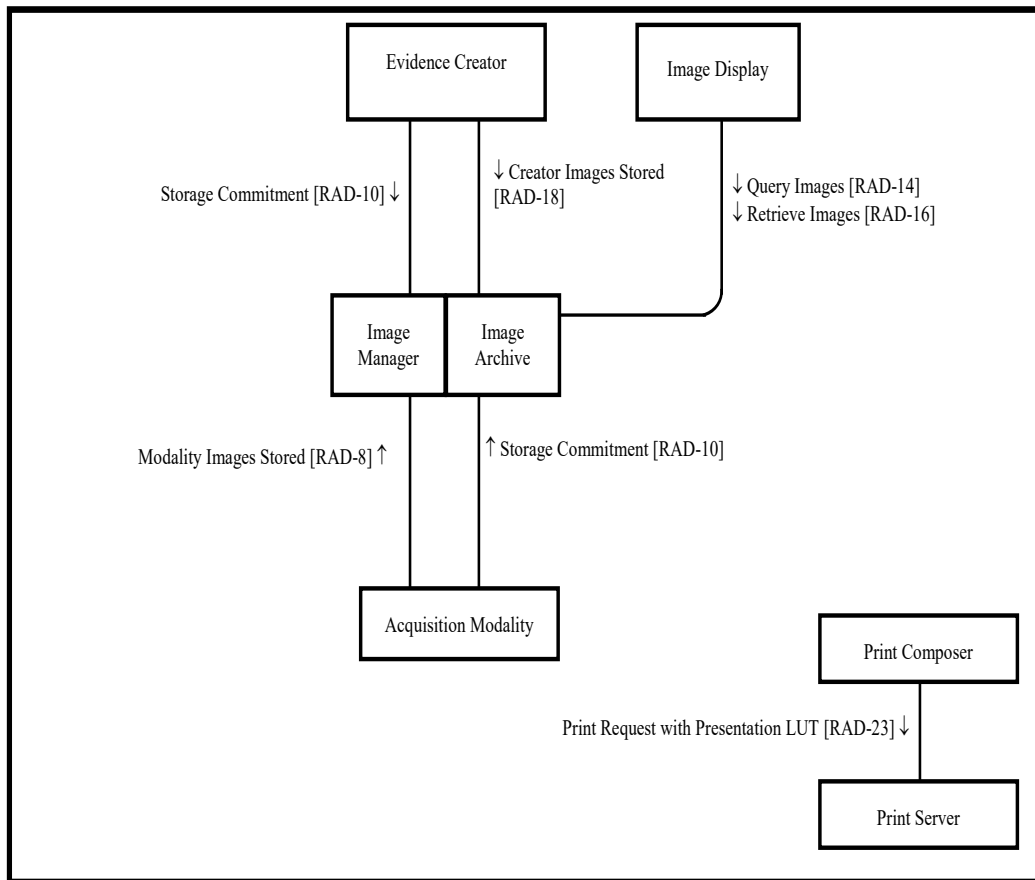 Evidence Creator
Image Display
Storage Commitment [RAD-10] ↓
↓ Creator Images Stored
[RAD-18]
↓ Query Images [RAD-14]
↓ Retrieve Images [RAD-16]
Image
Manager
Image
Archive
Modality Images Stored [RAD-8] ↑
↑ Storage Commitment [RAD-10]
Acquisition Modality
Print Composer
Print Request with Presentation LUT [RAD-23] ↓
Print Server